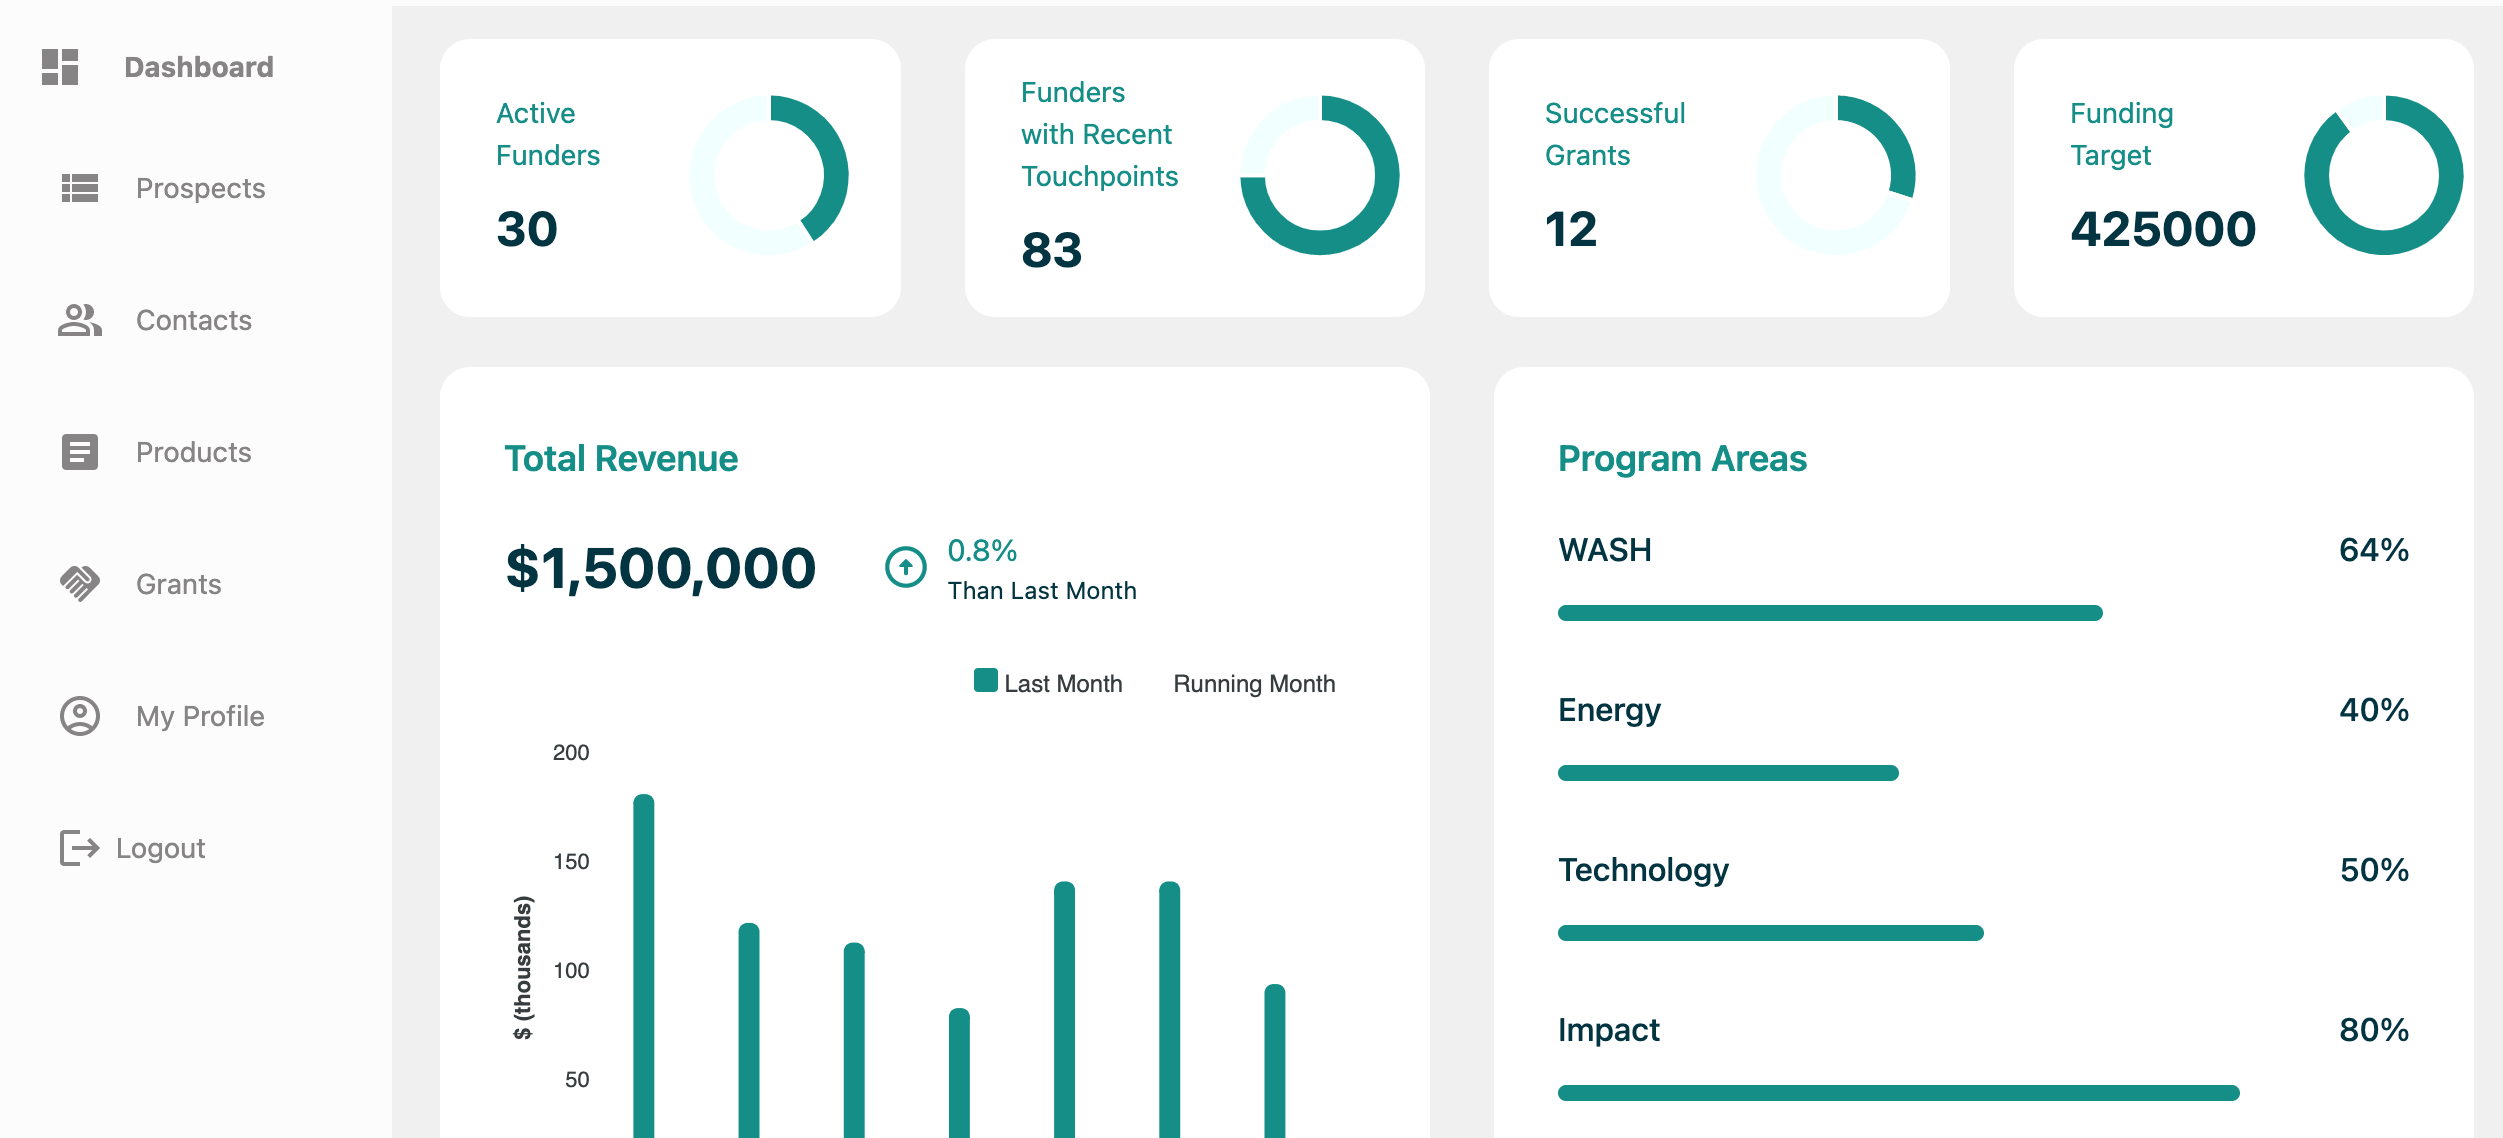 Dashboard
Prospects
Contacts
Products
Grants
My Profile
Logout
Active
Funders
30
Funders
with Recent
Touchpoints
83
Successful
Grants
12
Funding
Target
425000
Total Revenue
$1,500,000
0.8%
Than Last Month
Last Month
Running Month
200
150
100
50
$ (thousands)
Program Areas
WASH 64%
Energy 40%
Technology 50%
Impact 80%